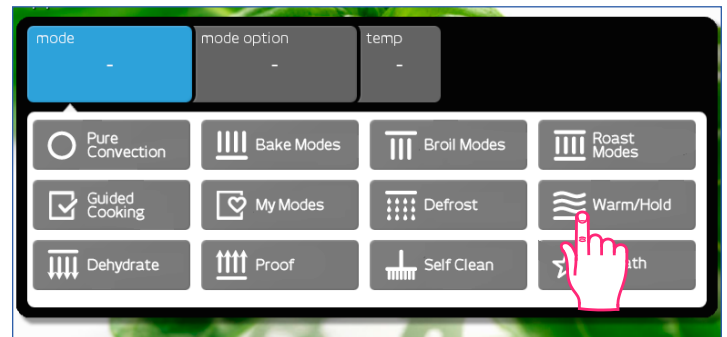 mode
mode option
temp
-
-
-
Pure
Convection
Bake Modes
Broil Modes
Roast
Modes
Guided
Cooking
My Modes
Defrost
Warm/Hold
Dehydrate
Proof
Self Clean